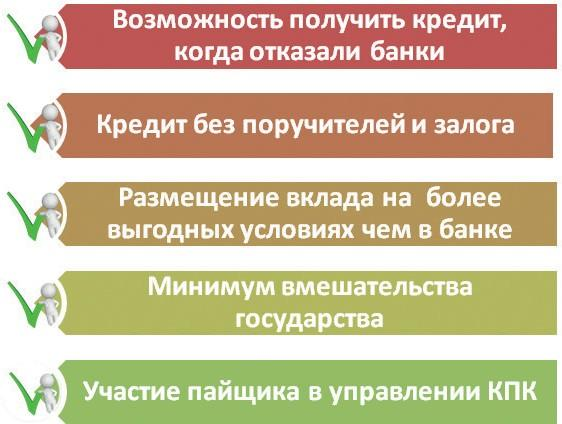 Возможность получить кредит,
когда отказали банки
Кредит без поручителей и залога
Размещение вклада на более
выгодных условиях чем в банке
Минимум вмешательства
государства
Участие пайщика в управлении КПК